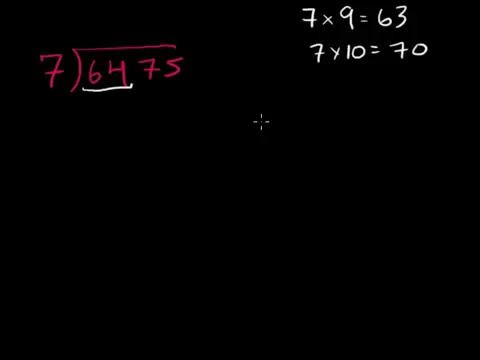 7 × 9 = 63
7 × 10 = 70
7)6475